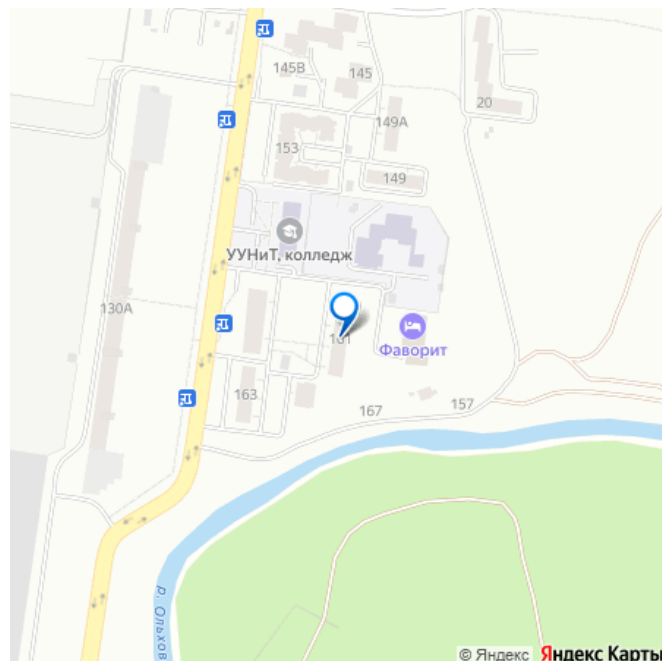 145В
145
20
149А
153
149
УУНиТ, колледж
130А
161
Фаворит
163
167
157
р. Ольхов
© Яндекс Яндекс Карты